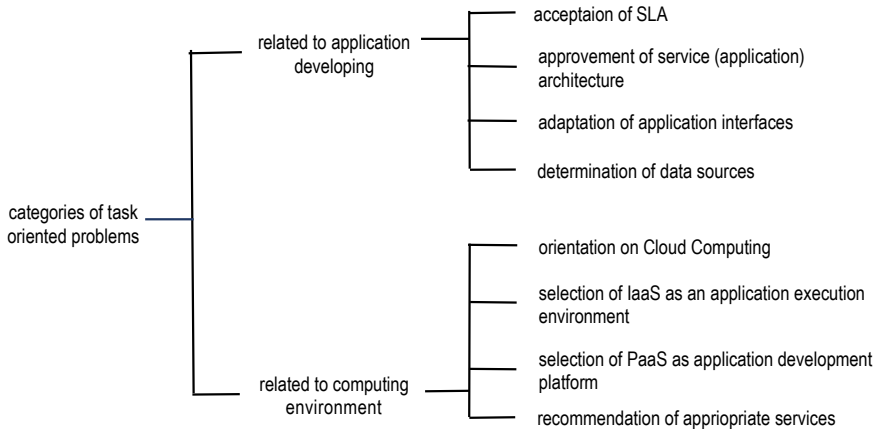 categories of task
oriented problems
related to application
developing
acceptaion of SLA
approvement of service (application)
architecture
adaptation of application interfaces
determination of data sources
related to computing
environment
orientation on Cloud Computing
selection of IaaS as an application execution
environment
selection of PaaS as application development
platform
recommendation of appriopriate services